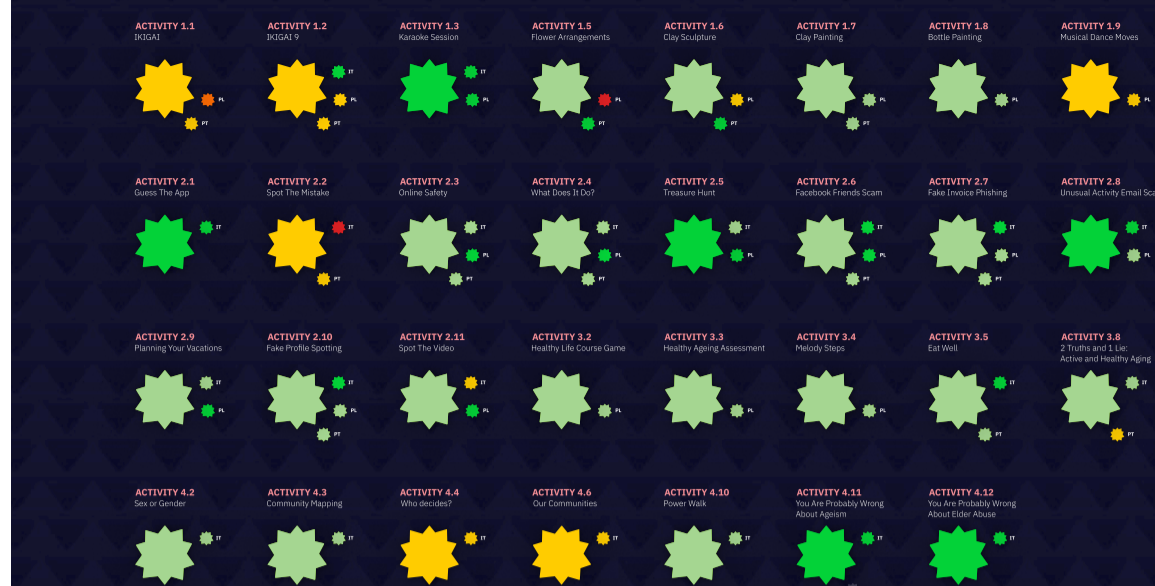 ACTIVITY 1.1
IKIGAI
PL
PT
ACTIVITY 1.2
IKIGAI 9
IT
PL
PT
ACTIVITY 1.3
Karaoke Session
IT
PL
ACTIVITY 1.5
Flower Arrangements
PL
PT
ACTIVITY 1.6
Clay Sculpture
PL
PT
ACTIVITY 1.7
Clay Painting
PL
PT
ACTIVITY 1.8
Bottle Painting
PL
ACTIVITY 1.9
Musical Dance Moves
PL
ACTIVITY 2.1
Guess The App
IT
ACTIVITY 2.2
Spot The Mistake
IT
PT
ACTIVITY 2.3
Online Safety
IT
PL
PT
ACTIVITY 2.4
What Does It Do?
IT
PL
PT
ACTIVITY 2.5
Treasure Hunt
IT
PL
ACTIVITY 2.6
Facebook Friends Scam
IT
PL
PT
ACTIVITY 2.7
Fake Invoice Phishing
IT
PL
PT
ACTIVITY 2.8
Unusual Activity Email
IT
PL
ACTIVITY 2.9
Planning Your Vacations
IT
PL
ACTIVITY 2.10
Fake Profile Spotting
IT
PL
PT
ACTIVITY 2.11
Spot The Video
IT
PL
ACTIVITY 3.2
Healthy Life Course Game
PL
ACTIVITY 3.3
Healthy Ageing Assessment
PL
ACTIVITY 3.4
Melody Steps
PL
ACTIVITY 3.5
Eat Well
IT
PT
ACTIVITY 3.8
2 Truths and 1 Lie:
Active and Healthy Aging
IT
PT
ACTIVITY 4.2
Sex or Gender
IT
ACTIVITY 4.3
Community Mapping
IT
ACTIVITY 4.4
Who decides?
IT
ACTIVITY 4.6
Our Communities
IT
ACTIVITY 4.10
Power Walk
IT
ACTIVITY 4.11
You Are Probably Wrong
About Ageism
IT
ACTIVITY 4.12
You Are Probably Wrong
About Elder Abuse
IT